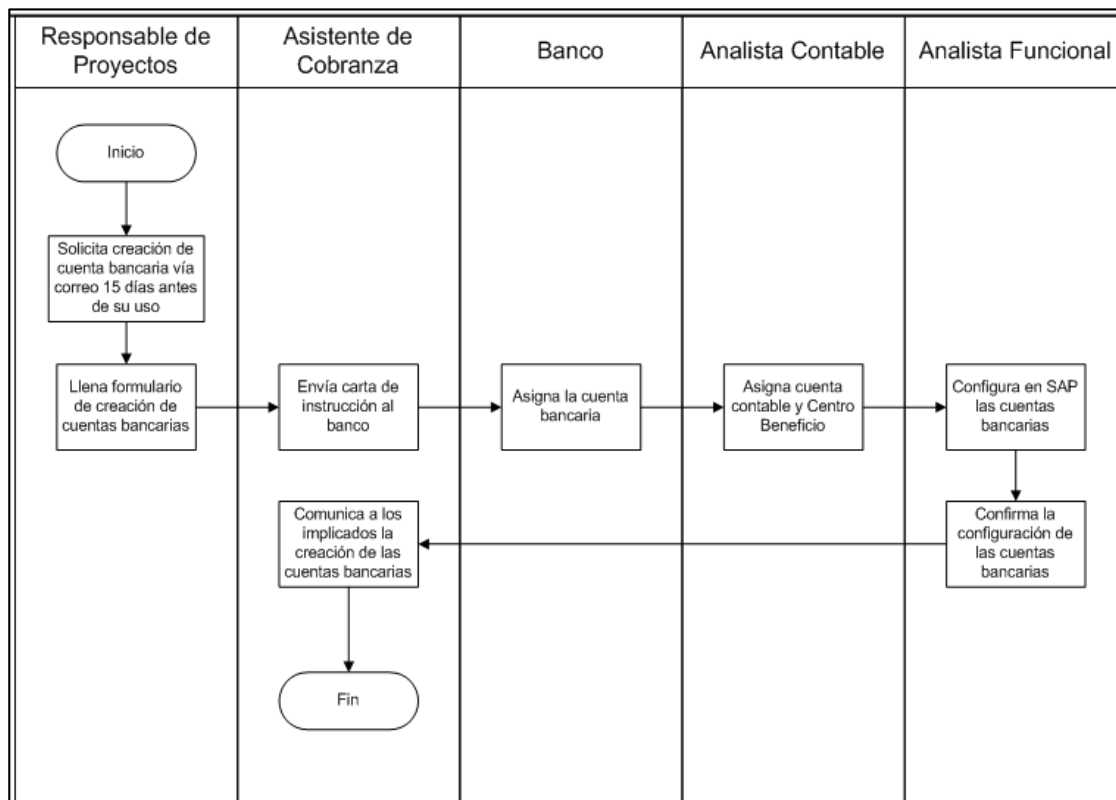 Responsable de
Proyectos
Asistente de
Cobranza
Banco
Analista Contable
Analista Funcional
Inicio
Solicita creación de
cuenta bancaria vía
correo 15 días antes
de su uso
Llena formulario
de creación de
cuentas bancarias
Envía carta de
instrucción al
banco
Asigna la cuenta
bancaria
Asigna cuenta
contable y Centro
Beneficio
Configura en SAP
las cuentas
bancarias
Confirma la
configuración de
las cuentas
bancarias
Comunica a los
implicados la
creación de las
cuentas bancarias
Fin